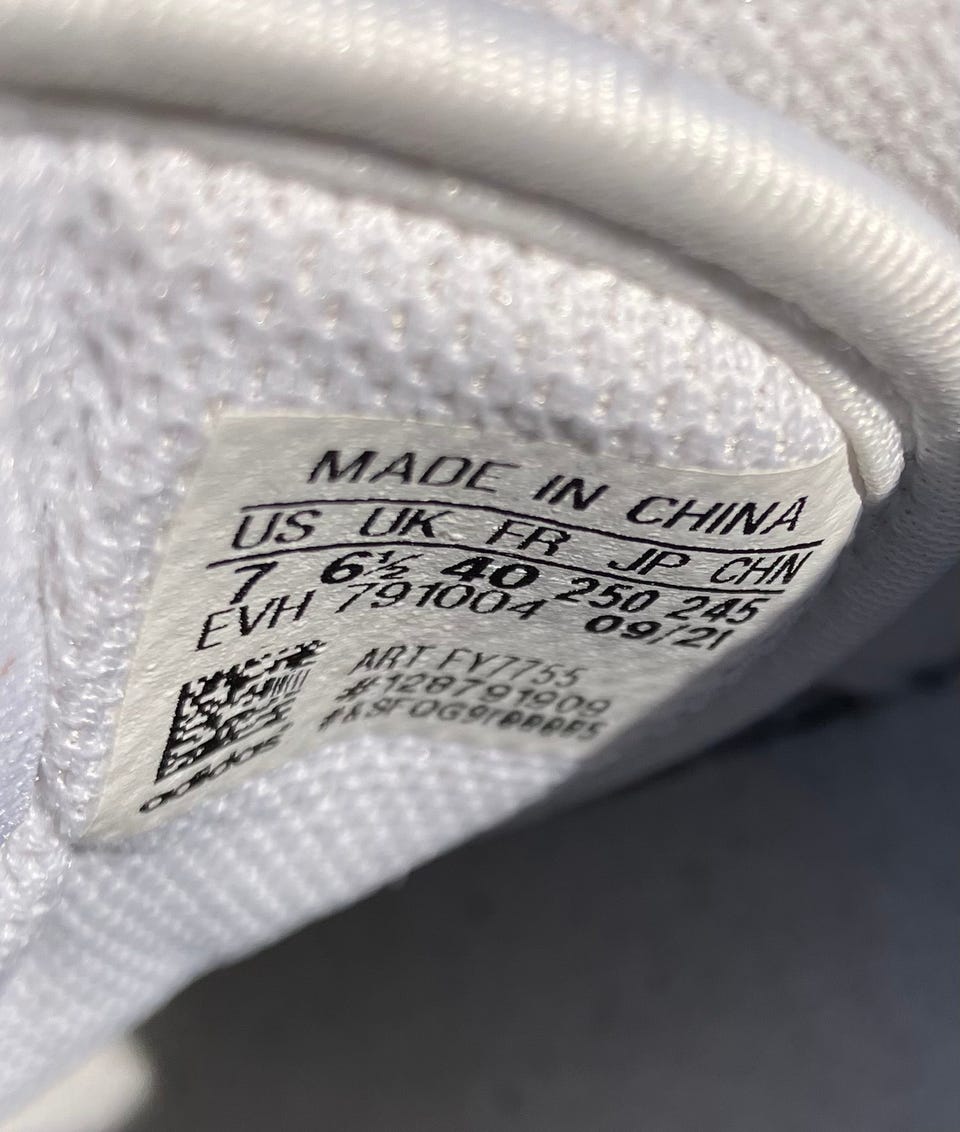 MADE IN CHINA
US UK FR JP CHN
7 6½ 40 250 245
EVH 791004 09/21
ART FY7755
#128791909
adidas